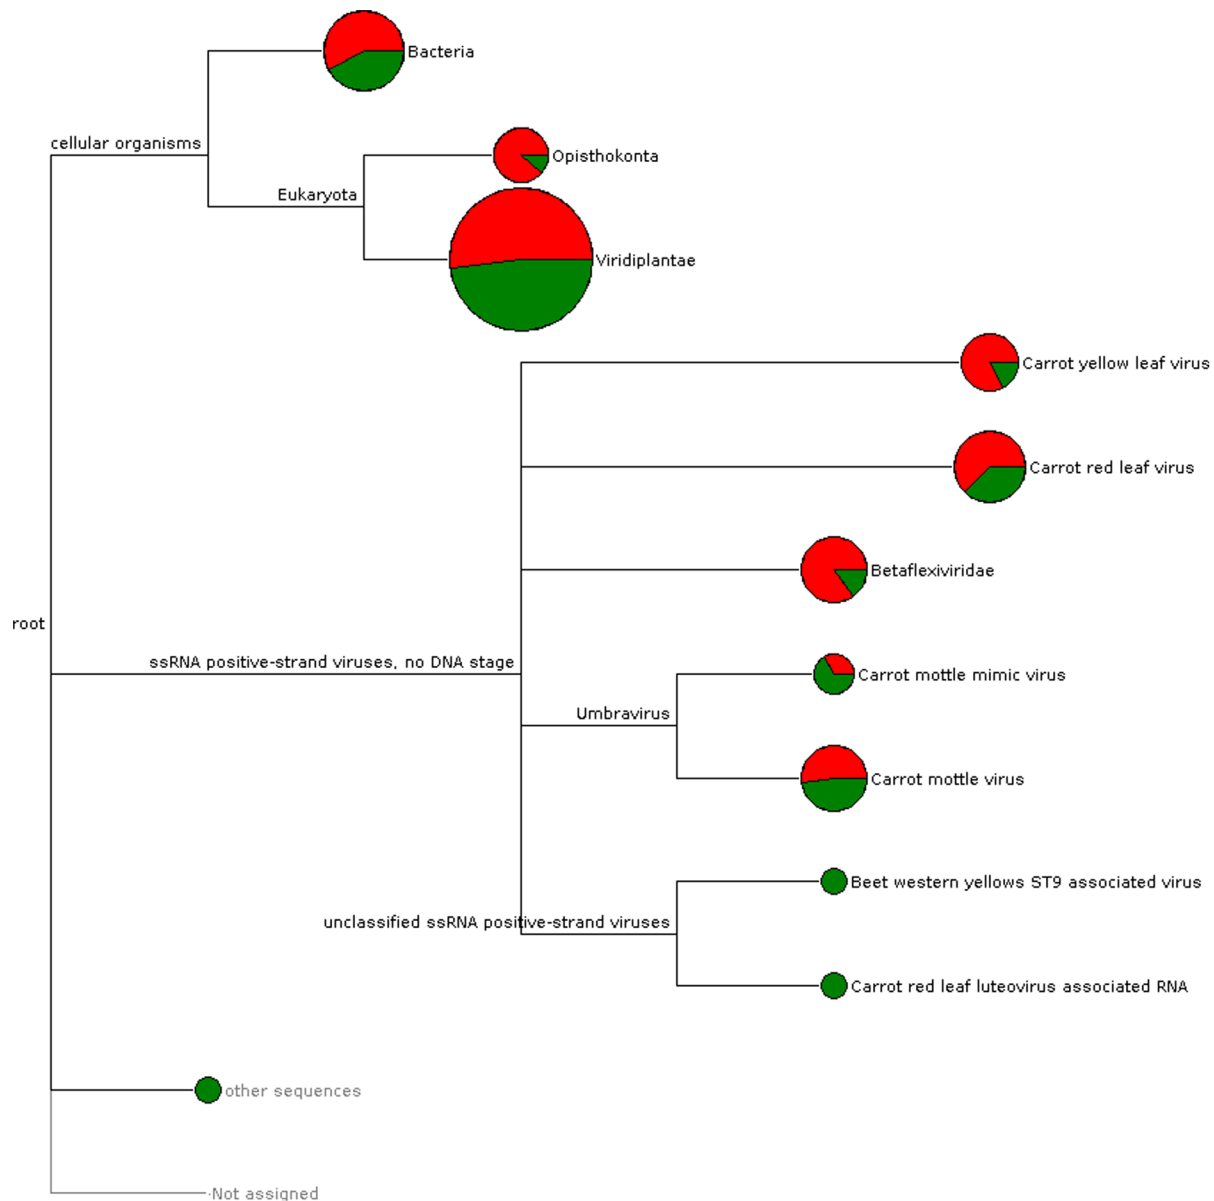 Bacteria
cellular organisms
Opisthokonta
Eukaryota
Viridiplantae
Carrot yellow leaf virus
Carrot red leaf virus
Betaflexiviridae
root
ssRNA positive-strand viruses, no DNA stage
Carrot mottle mimic virus
Umbravirus
Carrot mottle virus
Beet western yellows ST9 associated virus
unclassified ssRNA positive-strand viruses
Carrot red leaf luteovirus associated RNA
other sequences
Not assigned